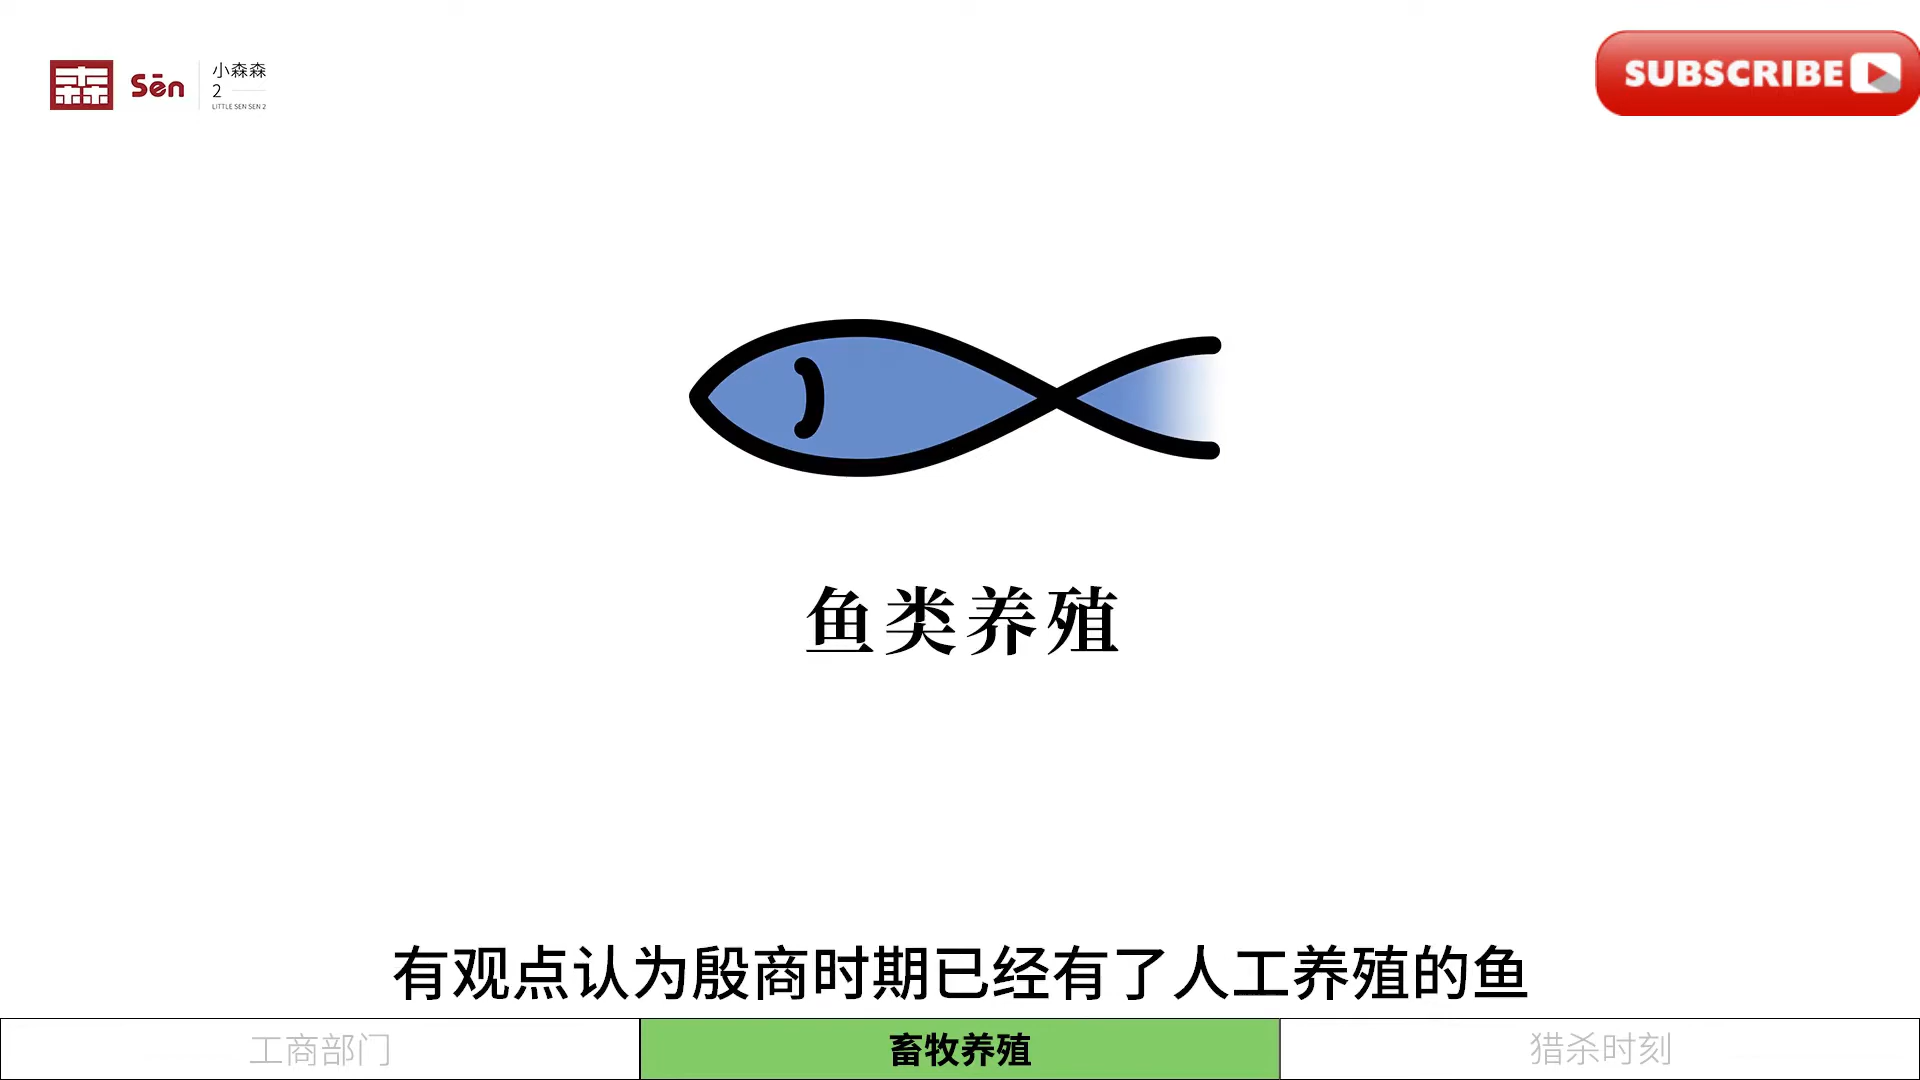 森 Sēn 小森森
2
LITTLE SEN SEN 2
SUBSCRIBE
鱼类养殖
有观点认为殷商时期已经有了人工养殖的鱼
工商部门 畜牧养殖 猎杀时刻